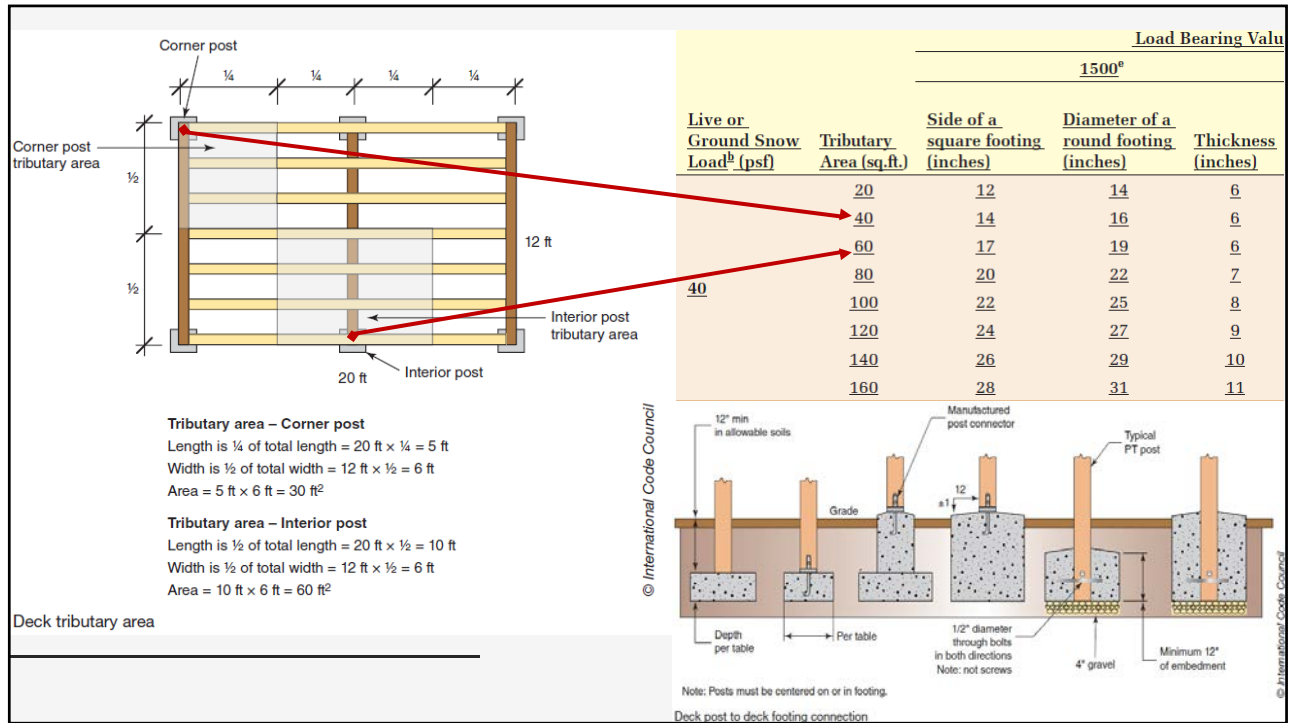 Corner post
¼ ¼ ¼ ¼
Corner post
tributary area
½
12 ft
½
Interior post
tributary area
Interior post
20 ft
Tributary area – Corner post
Length is ¼ of total length = 20 ft × ¼ = 5 ft
Width is ½ of total width = 12 ft × ½ = 6 ft
Area = 5 ft × 6 ft = 30 ft²
Tributary area – Interior post
Length is ½ of total length = 20 ft × ½ = 10 ft
Width is ½ of total width = 12 ft × ½ = 6 ft
Area = 10 ft × 6 ft = 60 ft²
Deck tributary area
© International Code Council
Load Bearing Valu
1500ᵉ
Live or
Ground Snow
Loadᵇ (psf)
Tributary
Area (sq.ft.)
Side of a
square footing
(inches)
Diameter of a
round footing
(inches)
Thickness
(inches)
40
20 12 14 6
40 14 16 6
60 17 19 6
80 20 22 7
100 22 25 8
120 24 27 9
140 26 29 10
160 28 31 11
12" min
in allowable soils
Manufactured
post connector
Typical
PT post
Grade
12
±1
Depth
per table
Per table
1/2" diameter
through bolts
in both directions
Note: not screws
4" gravel
Minimum 12"
of embedment
Note: Posts must be centered on or in footing.
Deck post to deck footing connection
© International Code Council